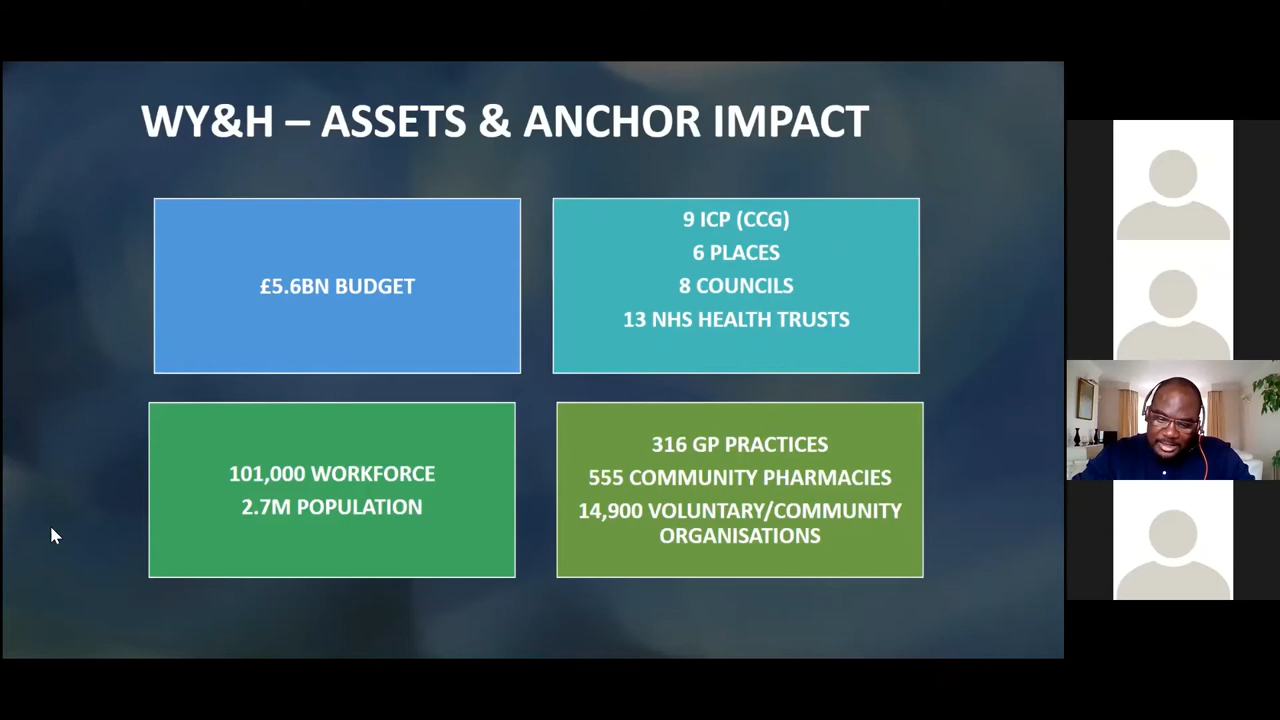 WY&H – ASSETS & ANCHOR IMPACT
£5.6BN BUDGET
9 ICP (CCG)
6 PLACES
8 COUNCILS
13 NHS HEALTH TRUSTS
101,000 WORKFORCE
2.7M POPULATION
316 GP PRACTICES
555 COMMUNITY PHARMACIES
14,900 VOLUNTARY/COMMUNITY
ORGANISATIONS